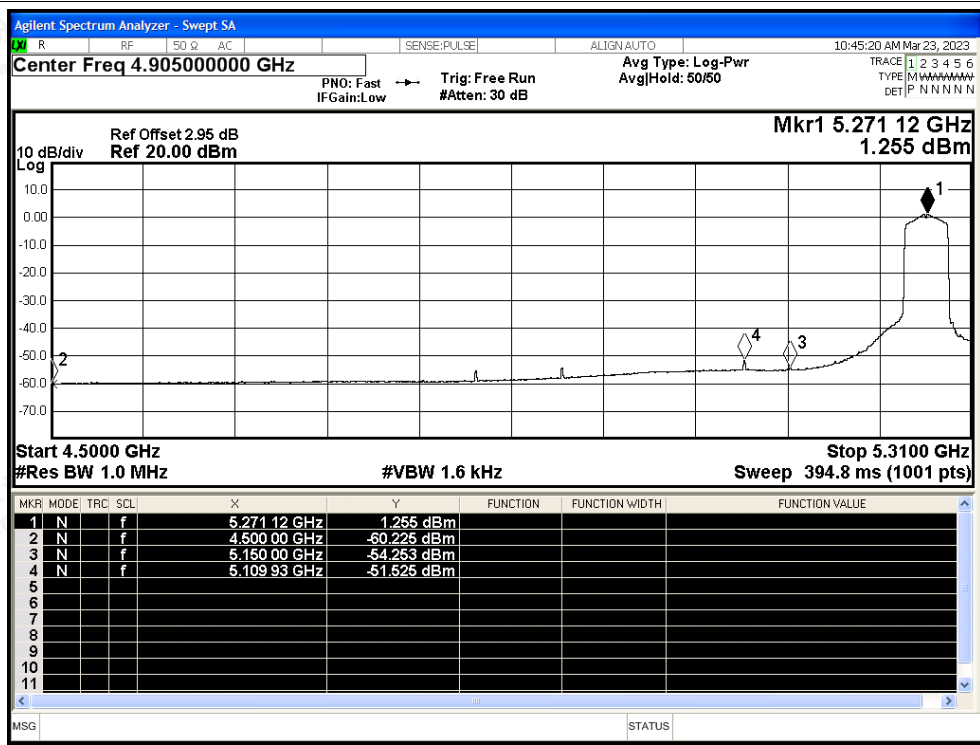 Agilent Spectrum Analyzer - Swept SA
LXI R RF 50 Ω AC SENSE:PULSE ALIGN AUTO 10:45:20 AM Mar 23, 2023
Center Freq 4.905000000 GHz
PNO: Fast
IFGain:Low
Trig: Free Run
#Atten: 30 dB
Avg Type: Log-Pwr
Avg|Hold: 50/50
TRACE 1 2 3 4 5 6
TYPE M
DET P N N N N N
Mkr1 5.271 12 GHz
1.255 dBm
Ref Offset 2.95 dB
10 dB/div Ref 20.00 dBm
Log
10.0
0.00
-10.0
-20.0
-30.0
-40.0
-50.0
-60.0
-70.0
1
2
4
3
Start 4.5000 GHz Stop 5.3100 GHz
#Res BW 1.0 MHz #VBW 1.6 kHz Sweep 394.8 ms (1001 pts)
MKR MODE TRC SCL X Y FUNCTION FUNCTION WIDTH FUNCTION VALUE
1 N f 5.271 12 GHz 1.255 dBm
2 N f 4.500 00 GHz -60.225 dBm
3 N f 5.150 00 GHz -54.253 dBm
4 N f 5.109 93 GHz -51.525 dBm
5
6
7
8
9
10
11
MSG STATUS